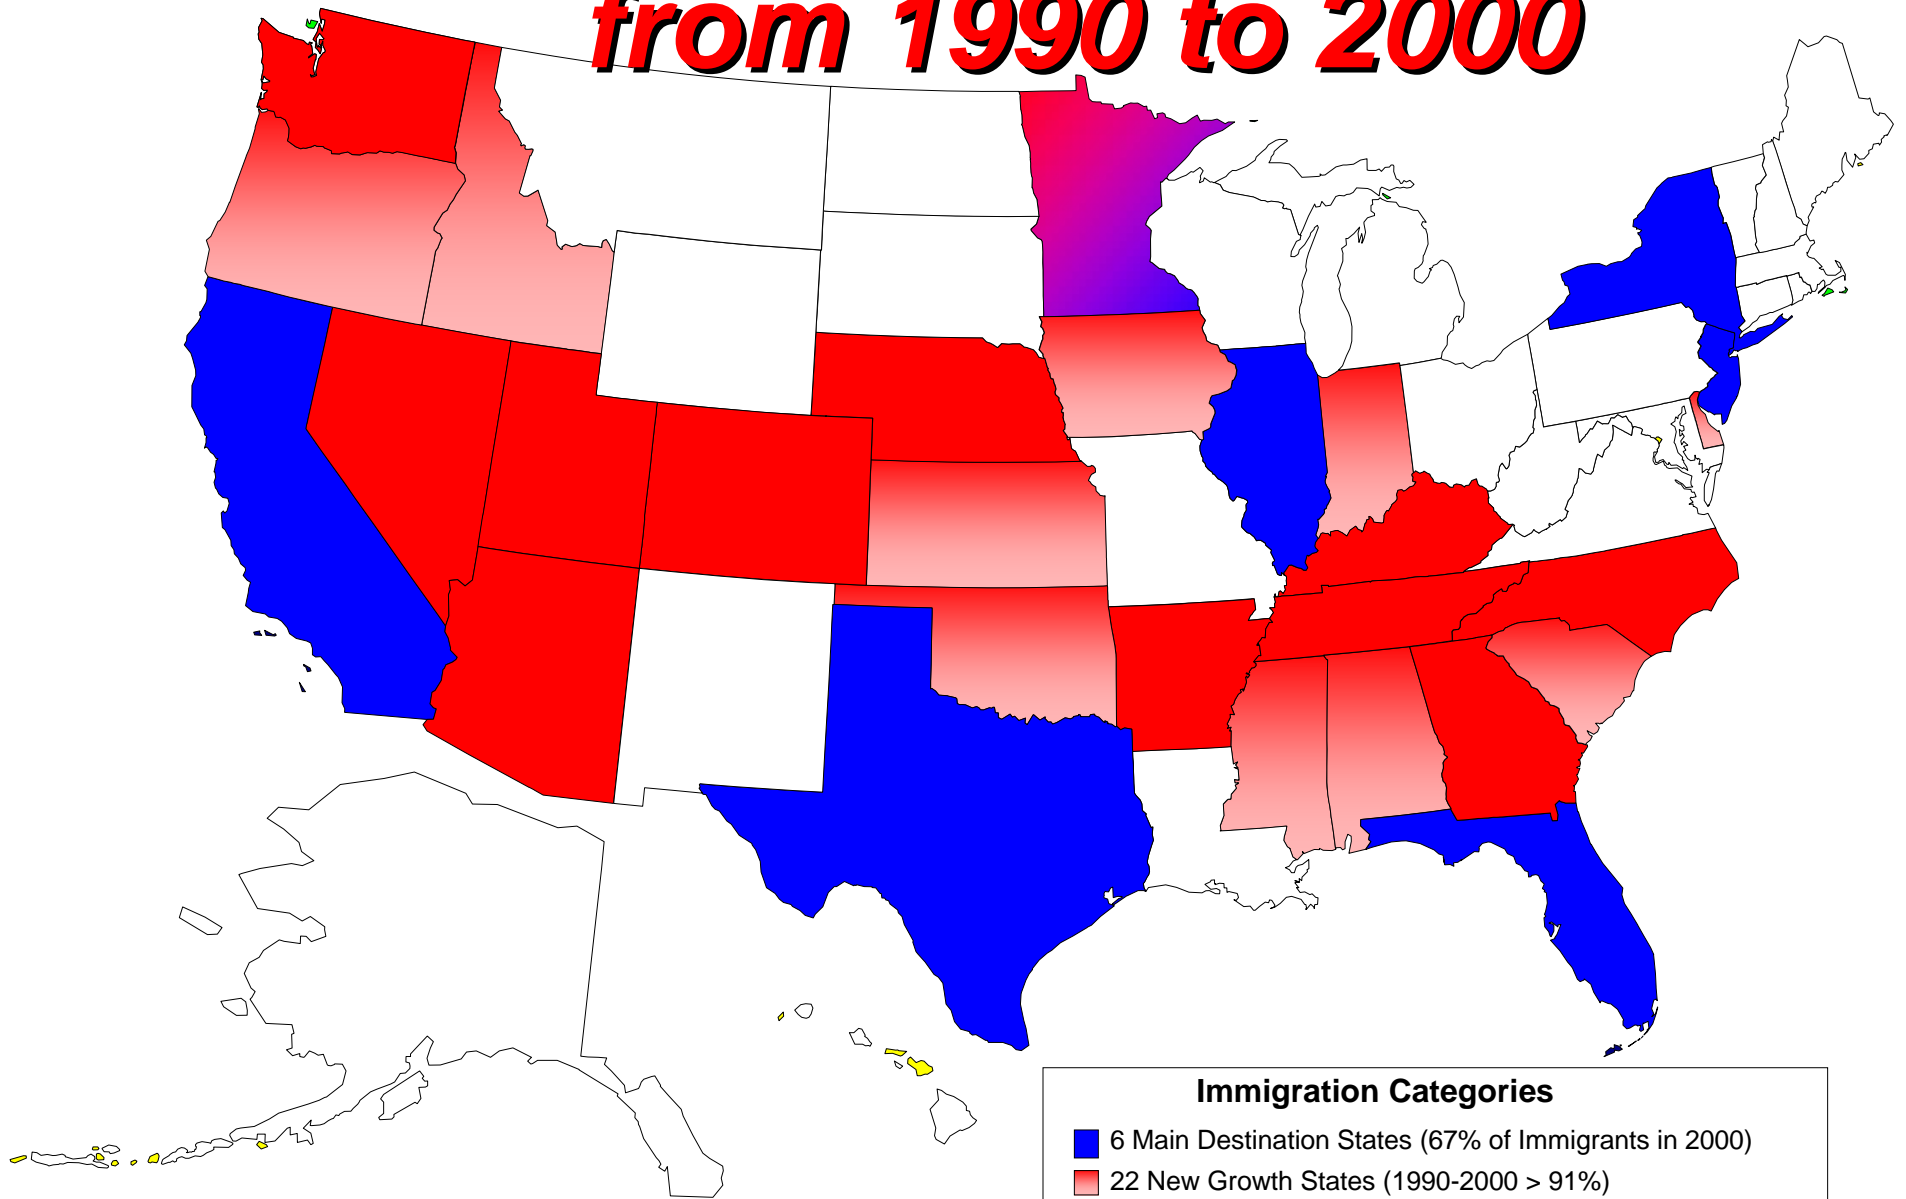 from 1990 to 2000
Immigration Categories
6 Main Destination States (67% of Immigrants in 2000)
22 New Growth States (1990-2000 > 91%)